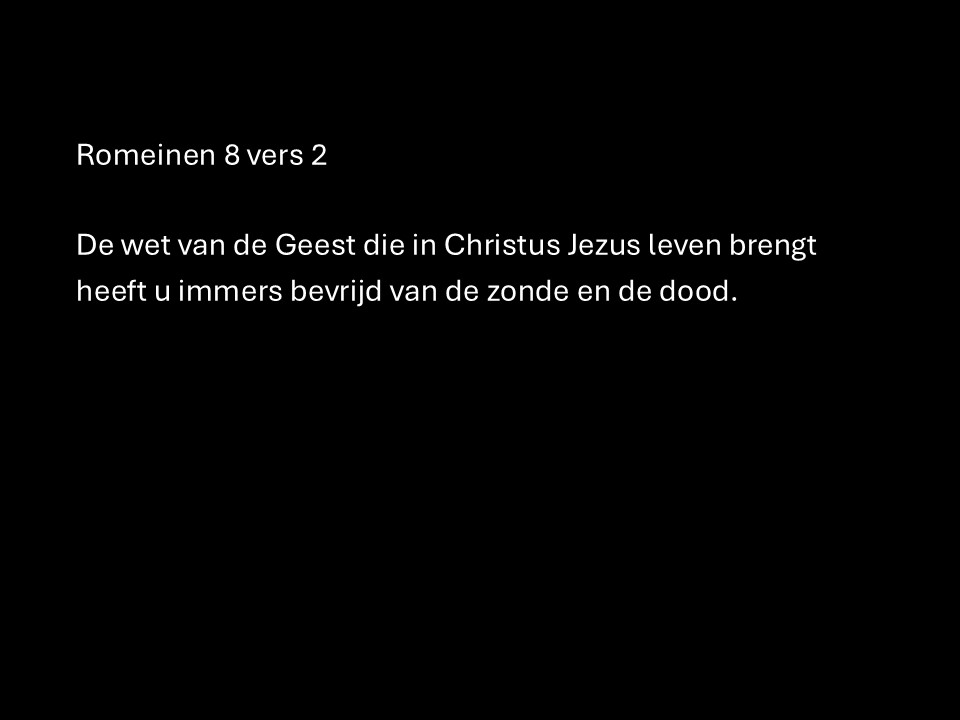 Romeinen 8 vers 2
De wet van de Geest die in Christus Jezus leven brengt
heeft u immers bevrijd van de zonde en de dood.